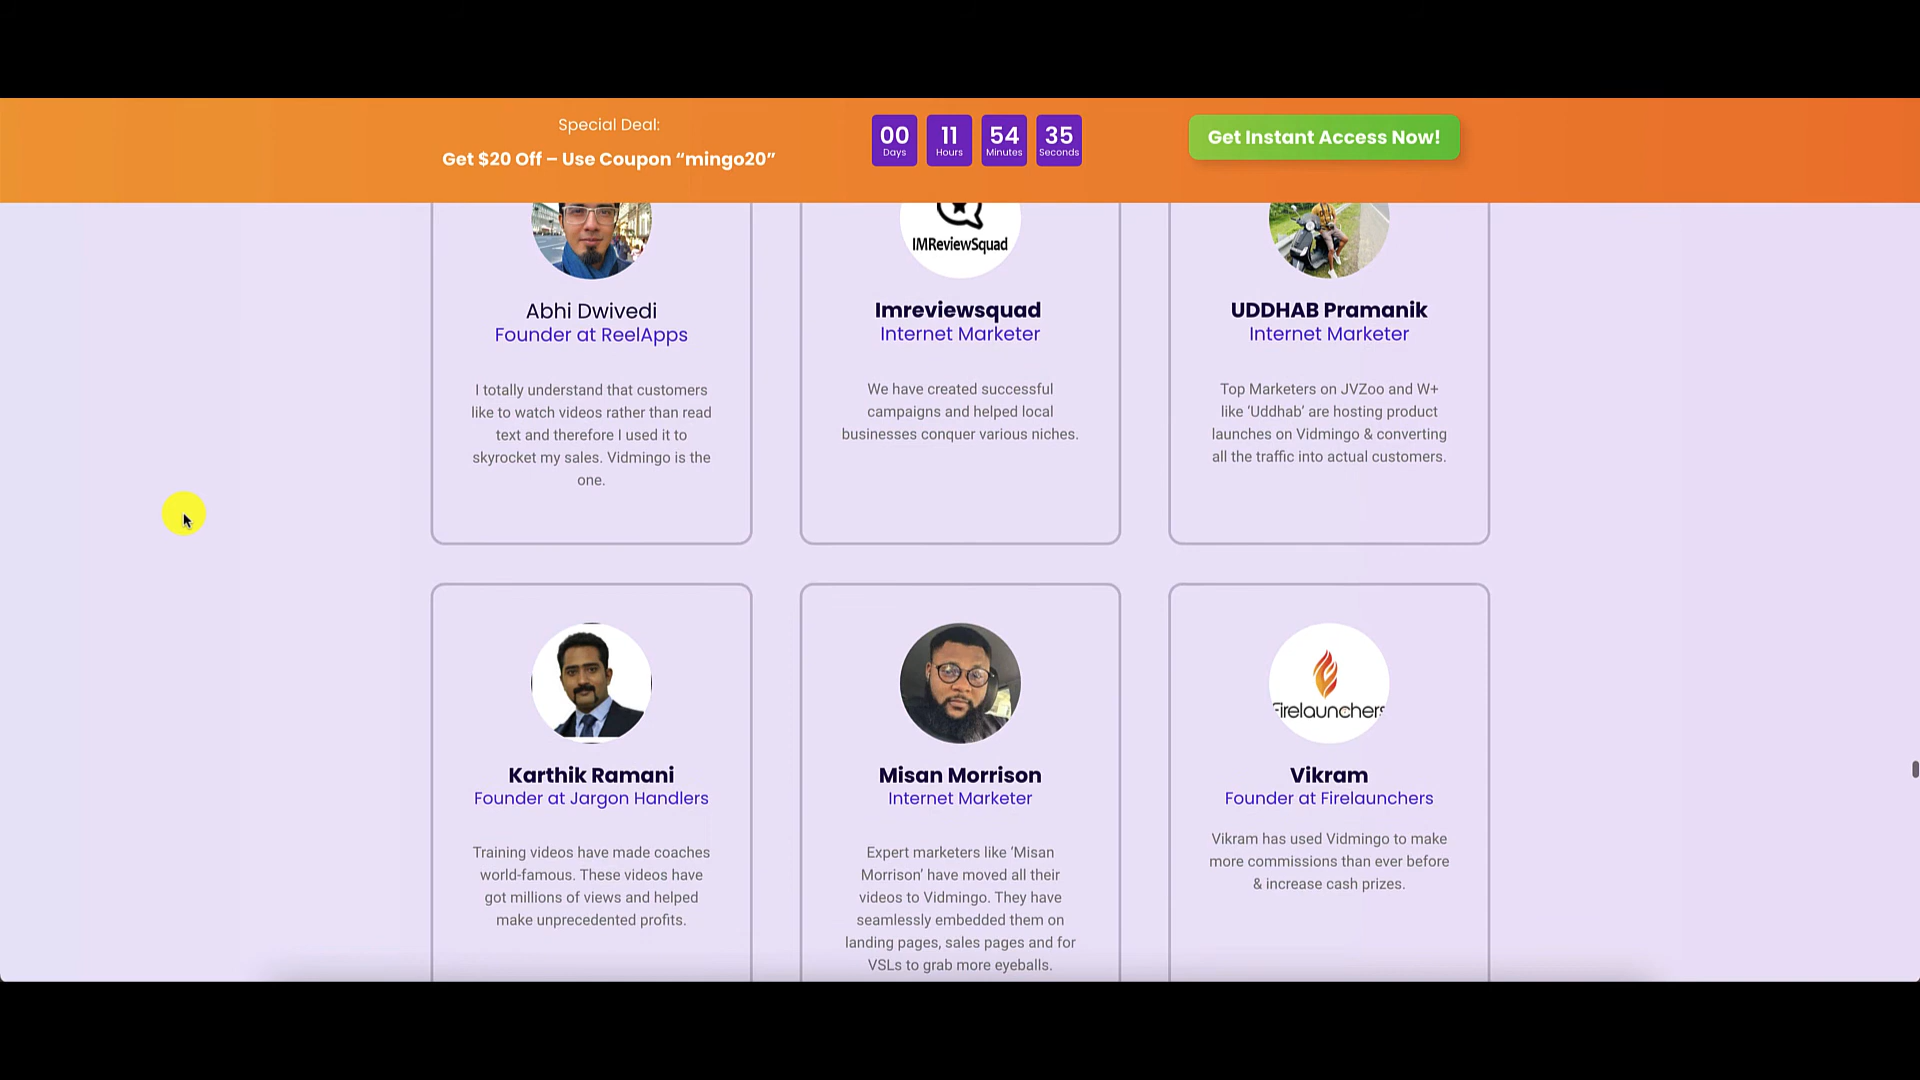 Special Deal:
Get $20 Off – Use Coupon “mingo20”
00 11 54 35
Days Hours Minutes Seconds
Get Instant Access Now!
IMReviewSquad
Abhi Dwivedi
Founder at ReelApps
I totally understand that customers
like to watch videos rather than read
text and therefore I used it to
skyrocket my sales. Vidmingo is the
one.
Imreviewsquad
Internet Marketer
We have created successful
campaigns and helped local
businesses conquer various niches.
UDDHAB Pramanik
Internet Marketer
Top Marketers on JVZoo and W+
like ‘Uddhab’ are hosting product
launches on Vidmingo & converting
all the traffic into actual customers.
Karthik Ramani
Founder at Jargon Handlers
Training videos have made coaches
world-famous. These videos have
got millions of views and helped
make unprecedented profits.
Misan Morrison
Internet Marketer
Expert marketers like ‘Misan
Morrison’ have moved all their
videos to Vidmingo. They have
seamlessly embedded them on
landing pages, sales pages and for
VSLs to grab more eyeballs.
Firelaunchers
Vikram
Founder at Firelaunchers
Vikram has used Vidmingo to make
more commissions than ever before
& increase cash prizes.